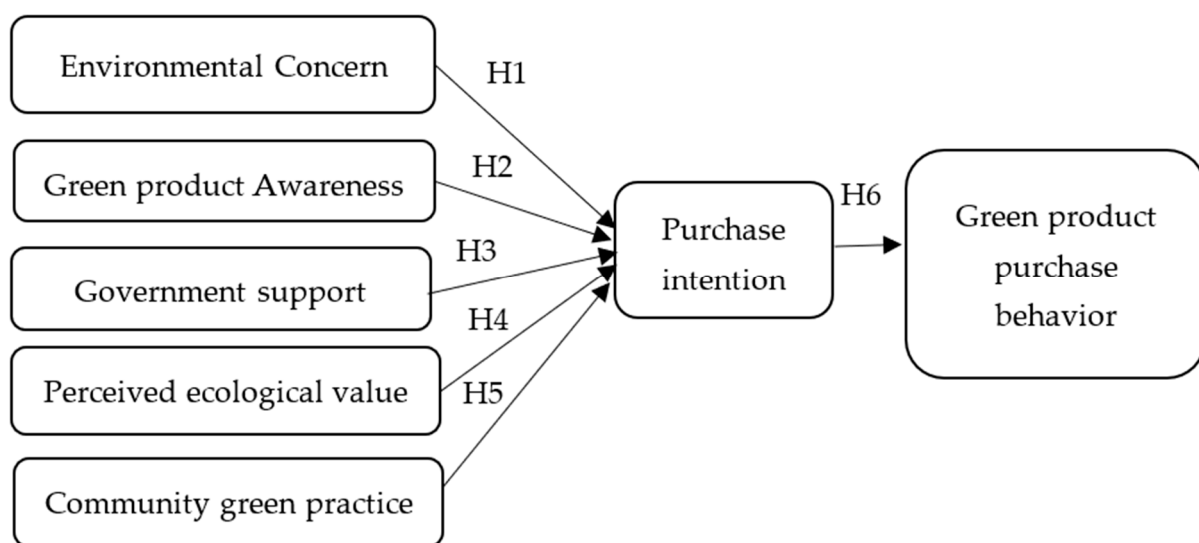 Environmental Concern
H1
Green product Awareness
H2
Government support
H3
Perceived ecological value
H4
Community green practice
H5
Purchase
intention
H6
Green product
purchase
behavior